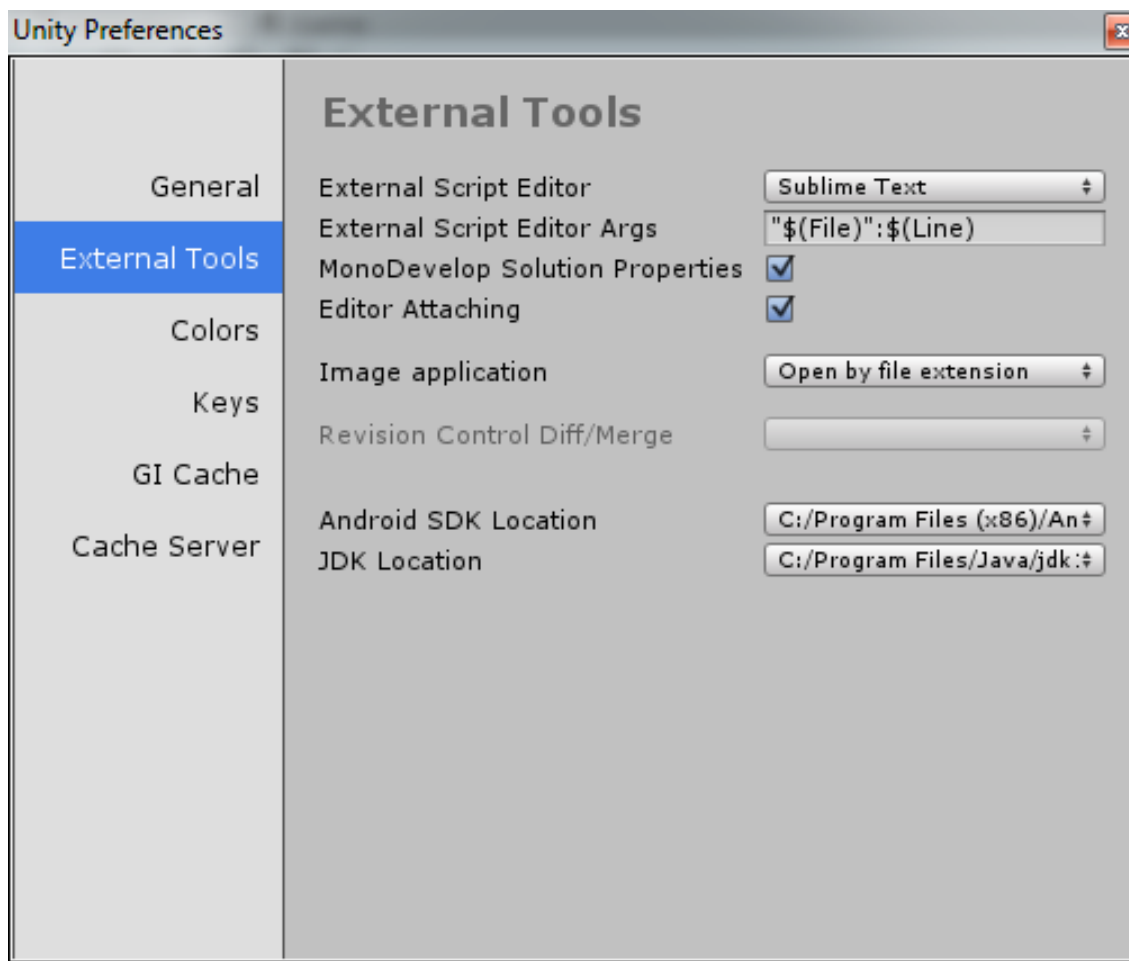 Unity Preferences
General
External Tools
Colors
Keys
GI Cache
Cache Server
External Tools
External Script Editor Sublime Text
External Script Editor Args "$(File)":$(Line)
MonoDevelop Solution Properties
Editor Attaching
Image application Open by file extension
Revision Control Diff/Merge
Android SDK Location C:/Program Files (x86)/An
JDK Location C:/Program Files/Java/jdk